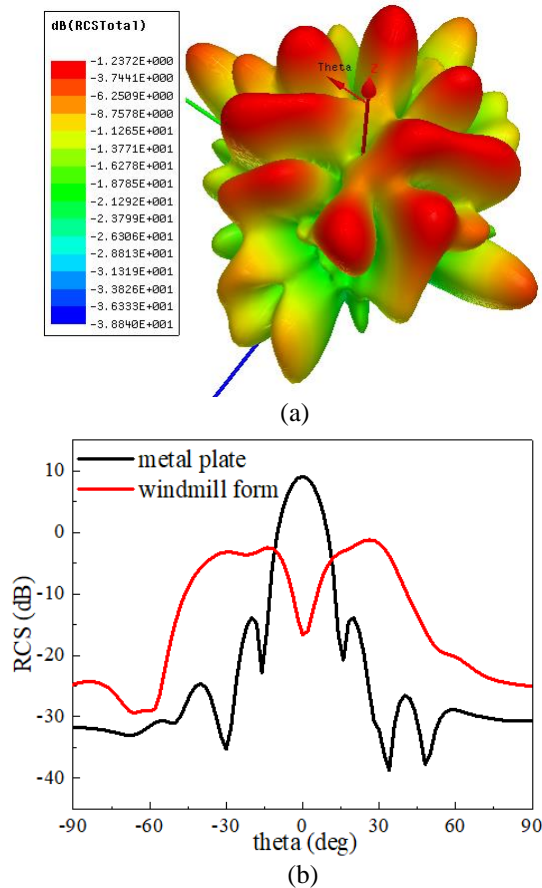 dB(RCSTotal)
-1.2372E+000
-3.7441E+000
-6.2509E+000
-8.7578E+000
-1.1265E+001
-1.3771E+001
-1.6278E+001
-1.8785E+001
-2.1292E+001
-2.3799E+001
-2.6306E+001
-2.8813E+001
-3.1319E+001
-3.3826E+001
-3.6333E+001
-3.8840E+001
Theta
Z
(a)
metal plate
windmill form
RCS (dB)
10
0
-10
-20
-30
-40
-90
-60
-30
0
30
60
90
theta (deg)
(b)